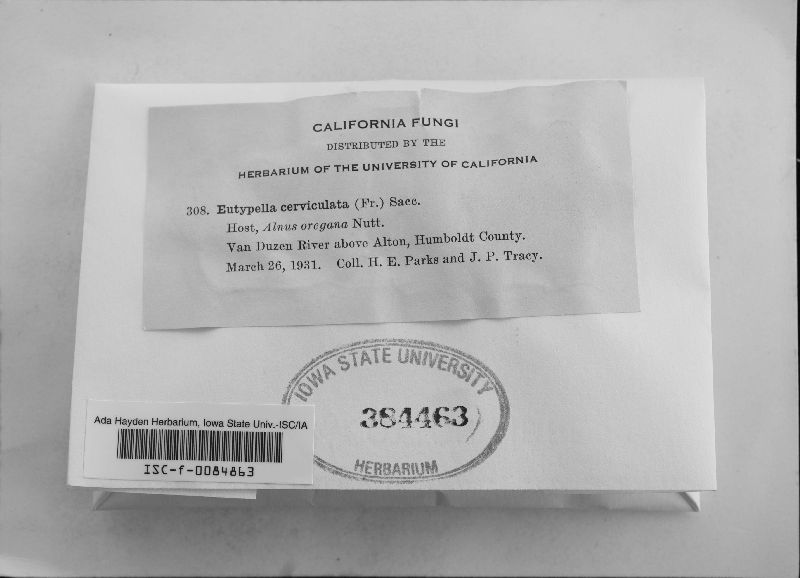 CALIFORNIA FUNGI
DISTRIBUTED BY THE
HERBARIUM OF THE UNIVERSITY OF CALIFORNIA
308. Eutypella cerviculata (Fr.) Sacc.
Host, Alnus oregana Nutt.
Van Duzen River above Alton, Humboldt County.
March 26, 1931. Coll. H. E. Parks and J. P. Tracy.
IOWA STATE UNIVERSITY
384463
HERBARIUM
Ada Hayden Herbarium, Iowa State Univ.-ISC/IA
ISC-f-0084863